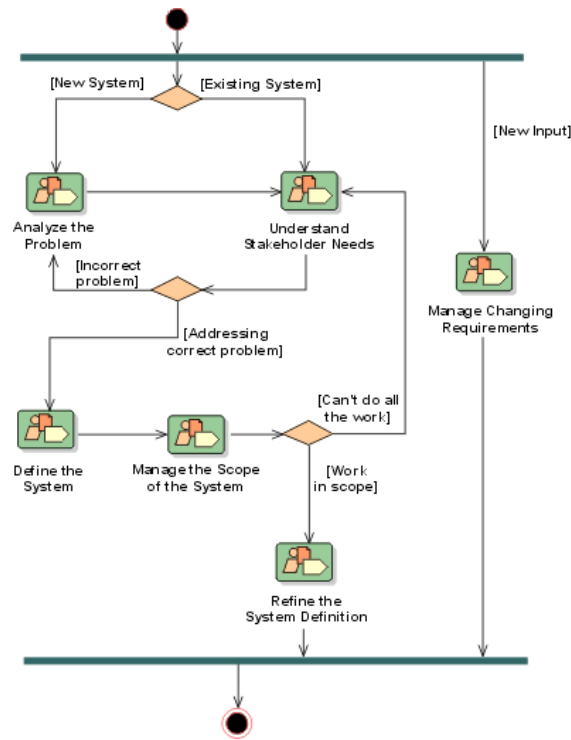 [New System]
[Existing System]
[New Input]
Analyze the
Problem
Understand
Stakeholder Needs
[Incorrect
problem]
Manage Changing
Requirements
[Addressing
correct problem]
[Can't do all
the work]
Define the
System
Manage the Scope
of the System
[Work
in scope]
Refine the
System Definition